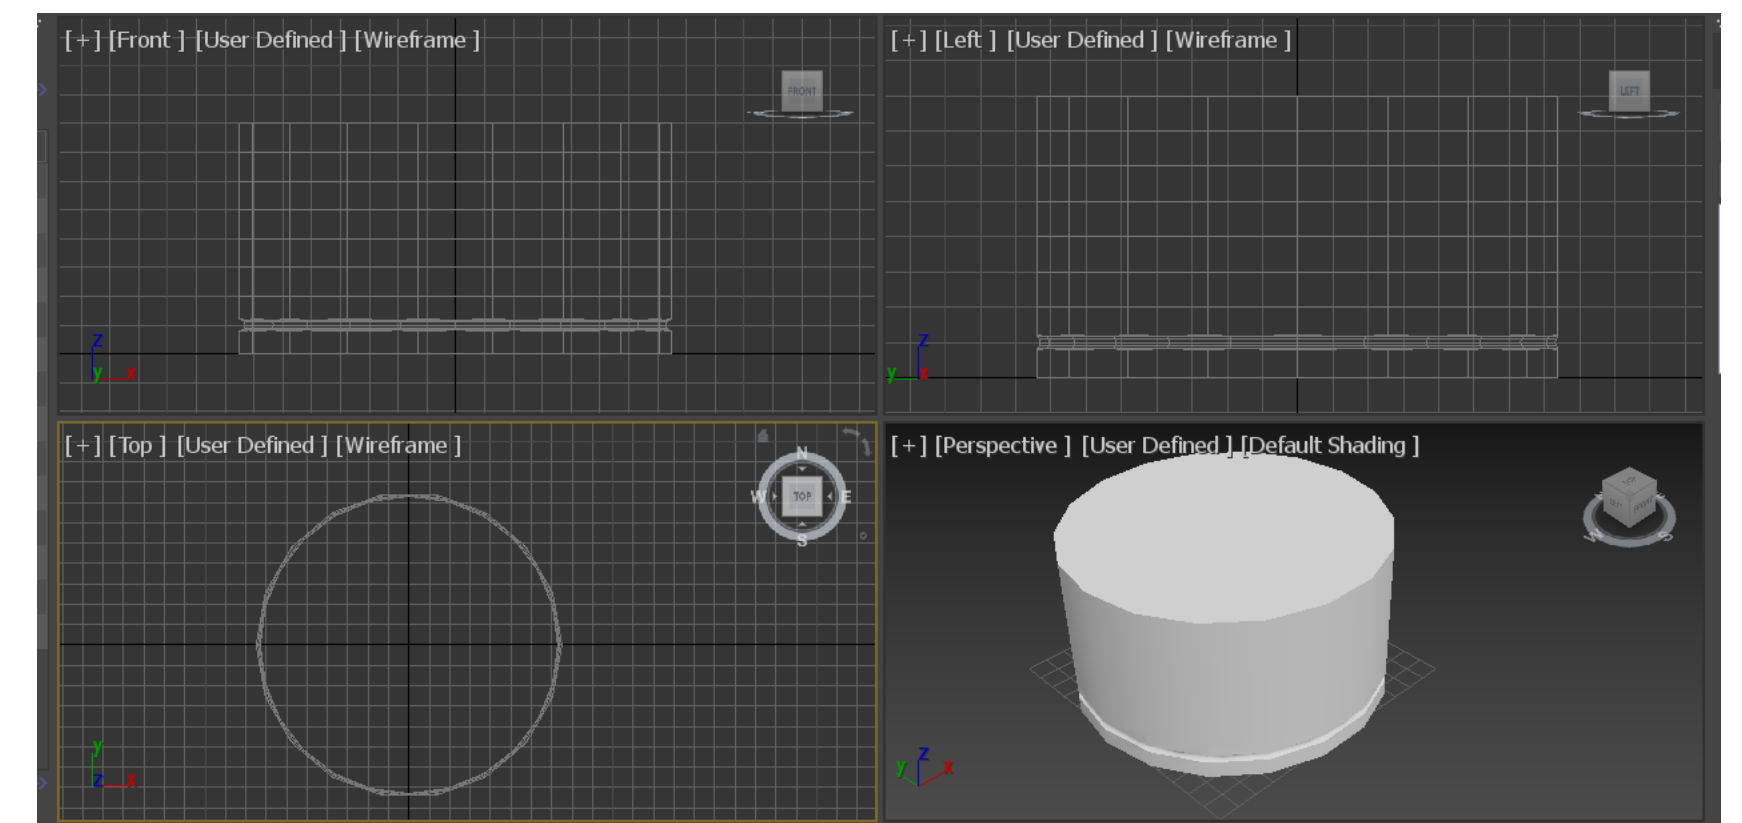 [ + ] [Front ] [User Defined ] [Wireframe ]
FRONT
z
y x
[ + ] [Left ] [User Defined ] [Wireframe ]
LEFT
z
y x
[ + ] [Top ] [User Defined ] [Wireframe ]
N
W TOP E
S
y
z x
[ + ] [Perspective ] [User Defined ] [Default Shading ]
W S
z
y x